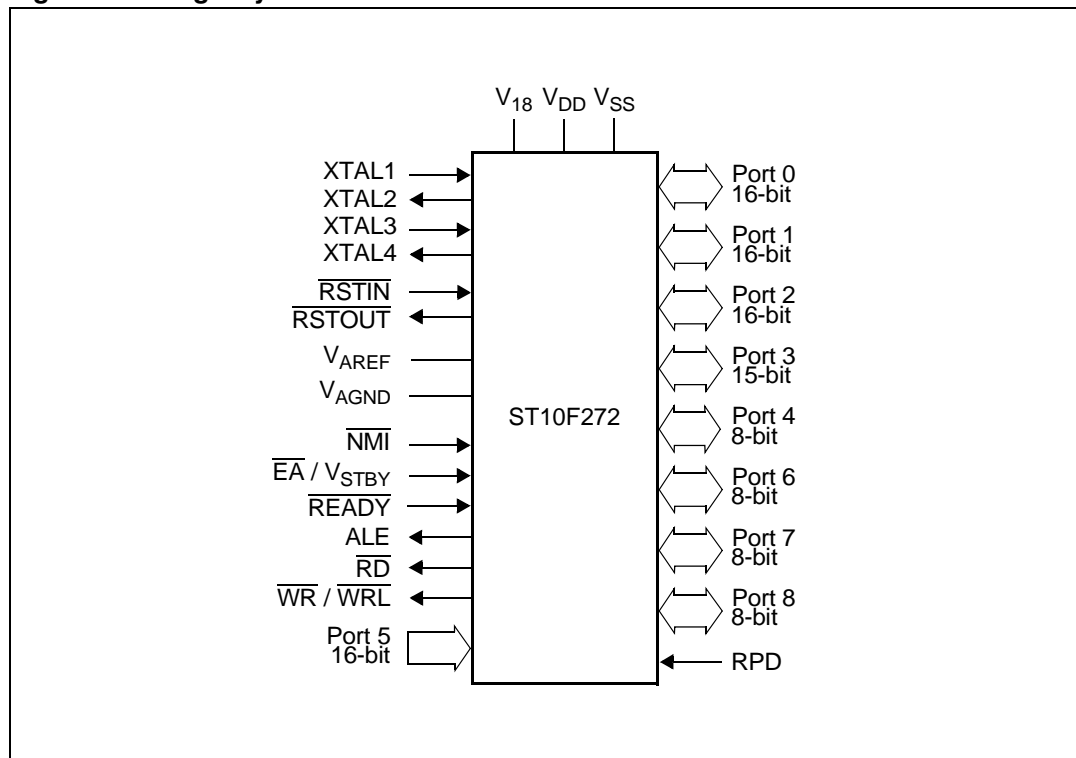 V18 VDD VSS
XTAL1
XTAL2
XTAL3
XTAL4
RSTIN
RSTOUT
VAREF
VAGND
NMI
EA / VSTBY
READY
ALE
RD
WR / WRL
Port 5
16-bit
ST10F272
Port 0
16-bit
Port 1
16-bit
Port 2
16-bit
Port 3
15-bit
Port 4
8-bit
Port 6
8-bit
Port 7
8-bit
Port 8
8-bit
RPD